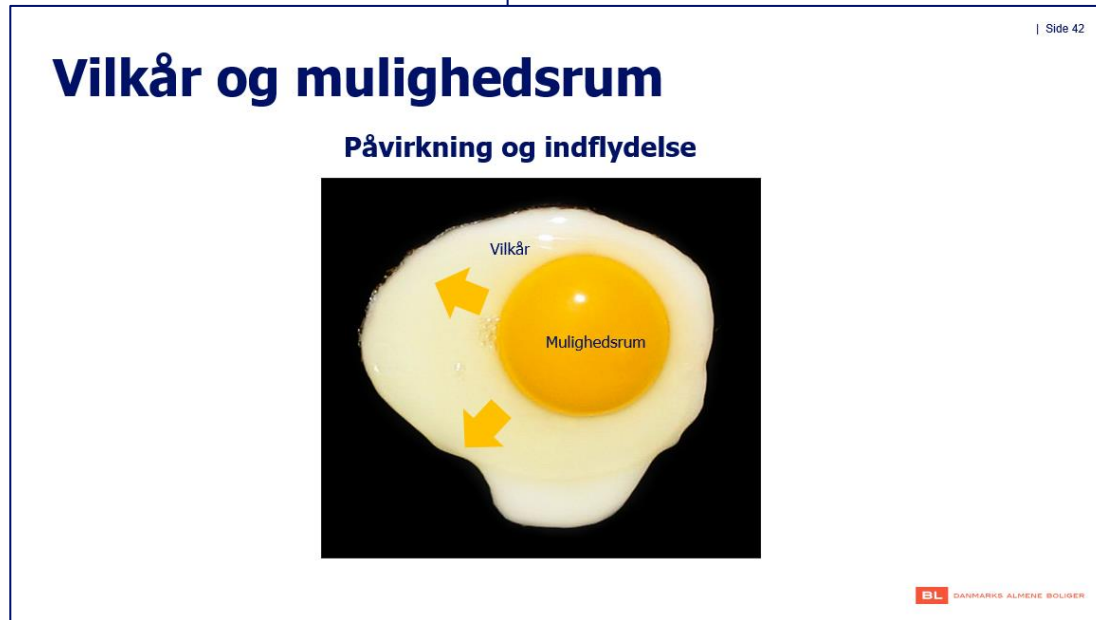 | Side 42
Vilkår og mulighedsrum
Påvirkning og indflydelse
Vilkår
Mulighedsrum
BL DANMARKS ALMENE BOLIGER